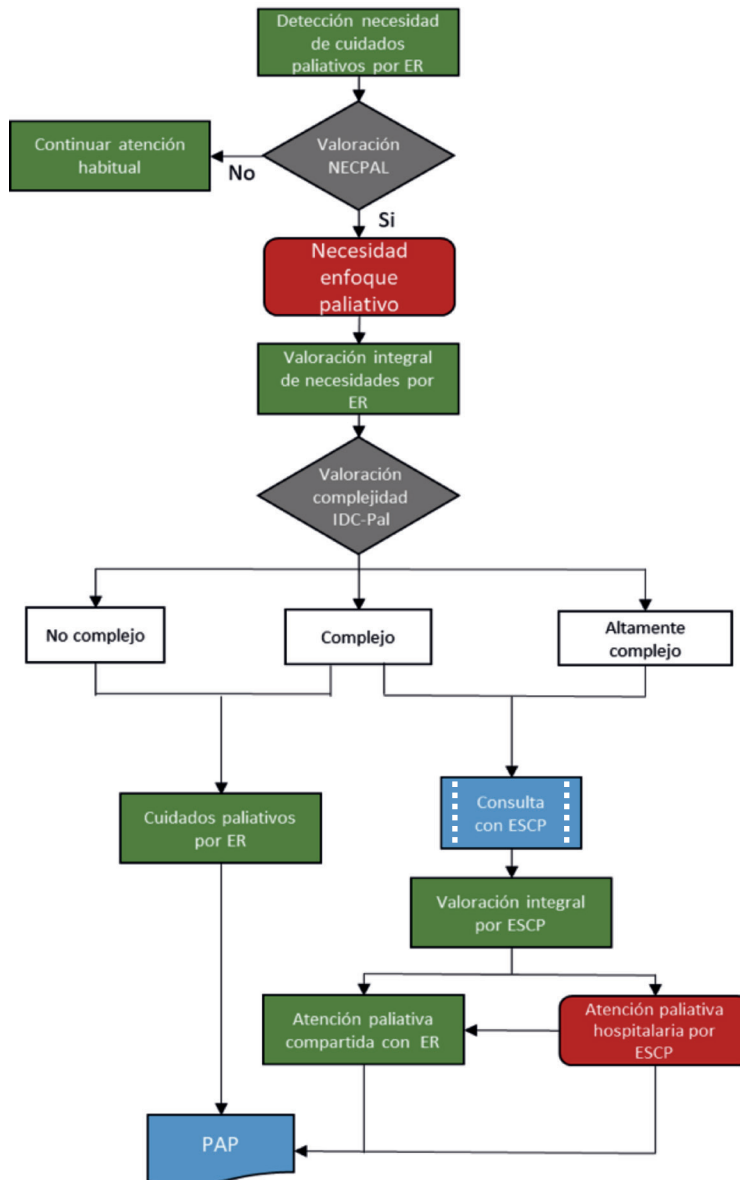 Detección necesidad
de cuidados
paliativos por ER
Valoración
NECPAL
Continuar atención
habitual
No
Si
Necesidad
enfoque
paliativo
Valoración integral
de necesidades por
ER
Valoración
complejidad
IDC-Pal
No complejo
Complejo
Altamente
complejo
Cuidados paliativos
por ER
Consulta
con ESCP
Valoración integral
por ESCP
Atención paliativa
compartida con ER
Atención paliativa
hospitalaria por
ESCP
PAP